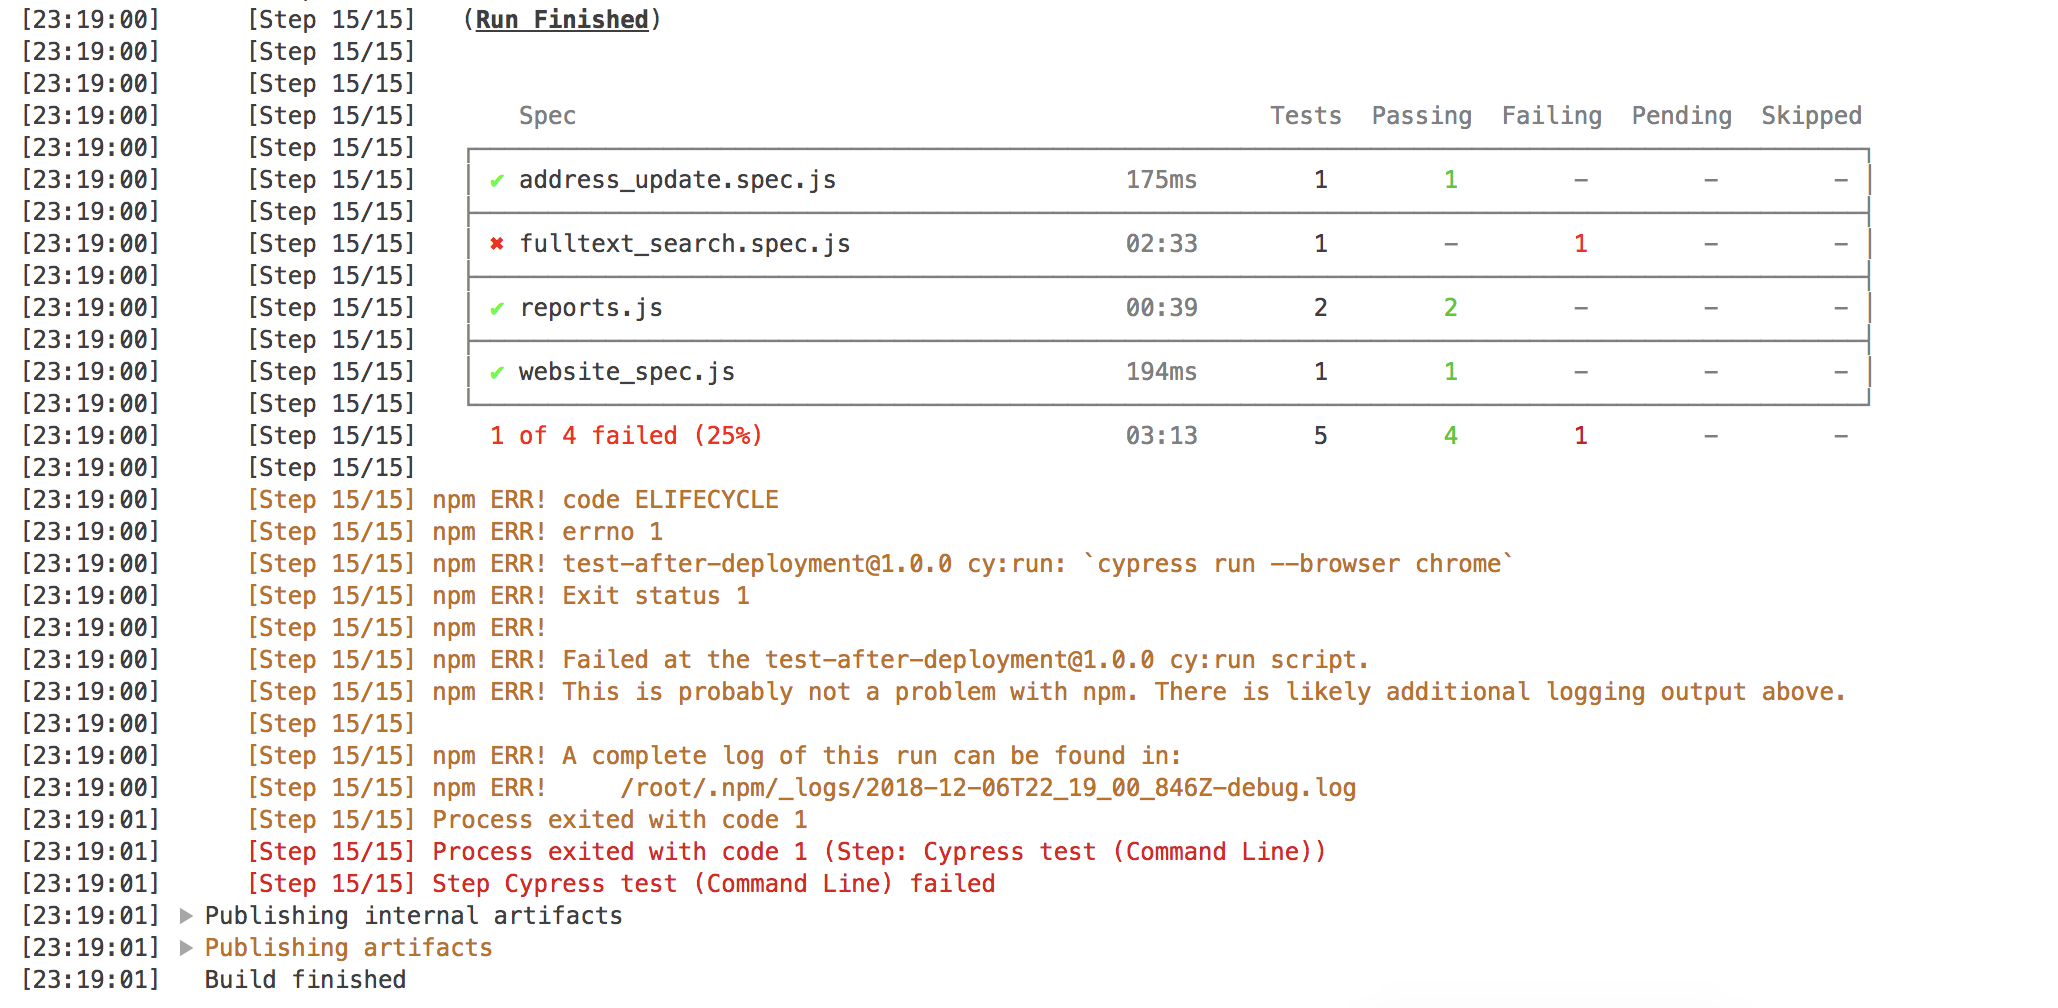 [23:19:00] [Step 15/15] (Run Finished)
[23:19:00] [Step 15/15]
[23:19:00] [Step 15/15]
[23:19:00] [Step 15/15] Spec Tests Passing Failing Pending Skipped
[23:19:00] [Step 15/15]
[23:19:00] [Step 15/15] ✔ address_update.spec.js 175ms 1 1 – – –
[23:19:00] [Step 15/15]
[23:19:00] [Step 15/15] ✖ fulltext_search.spec.js 02:33 1 – 1 – –
[23:19:00] [Step 15/15]
[23:19:00] [Step 15/15] ✔ reports.js 00:39 2 2 – – –
[23:19:00] [Step 15/15]
[23:19:00] [Step 15/15] ✔ website_spec.js 194ms 1 1 – – –
[23:19:00] [Step 15/15]
[23:19:00] [Step 15/15] 1 of 4 failed (25%) 03:13 5 4 1 – –
[23:19:00] [Step 15/15]
[23:19:00] [Step 15/15] npm ERR! code ELIFECYCLE
[23:19:00] [Step 15/15] npm ERR! errno 1
[23:19:00] [Step 15/15] npm ERR! test-after-deployment@1.0.0 cy:run: `cypress run --browser chrome`
[23:19:00] [Step 15/15] npm ERR! Exit status 1
[23:19:00] [Step 15/15] npm ERR!
[23:19:00] [Step 15/15] npm ERR! Failed at the test-after-deployment@1.0.0 cy:run script.
[23:19:00] [Step 15/15] npm ERR! This is probably not a problem with npm. There is likely additional logging output above.
[23:19:00] [Step 15/15]
[23:19:00] [Step 15/15] npm ERR! A complete log of this run can be found in:
[23:19:00] [Step 15/15] npm ERR! /root/.npm/_logs/2018-12-06T22_19_00_846Z-debug.log
[23:19:01] [Step 15/15] Process exited with code 1
[23:19:01] [Step 15/15] Process exited with code 1 (Step: Cypress test (Command Line))
[23:19:01] [Step 15/15] Step Cypress test (Command Line) failed
[23:19:01] Publishing internal artifacts
[23:19:01] Publishing artifacts
[23:19:01] Build finished